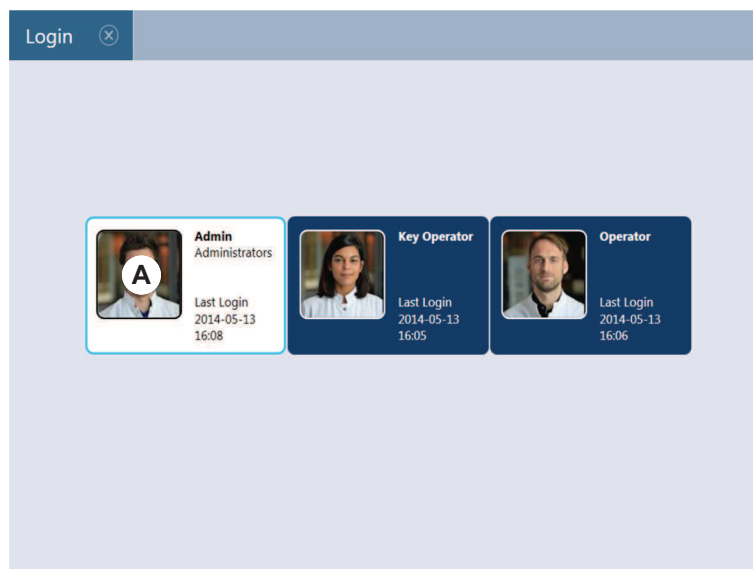 Login
Admin
Administrators
A
Last Login
2014-05-13
16:08
Key Operator
Last Login
2014-05-13
16:05
Operator
Last Login
2014-05-13
16:06